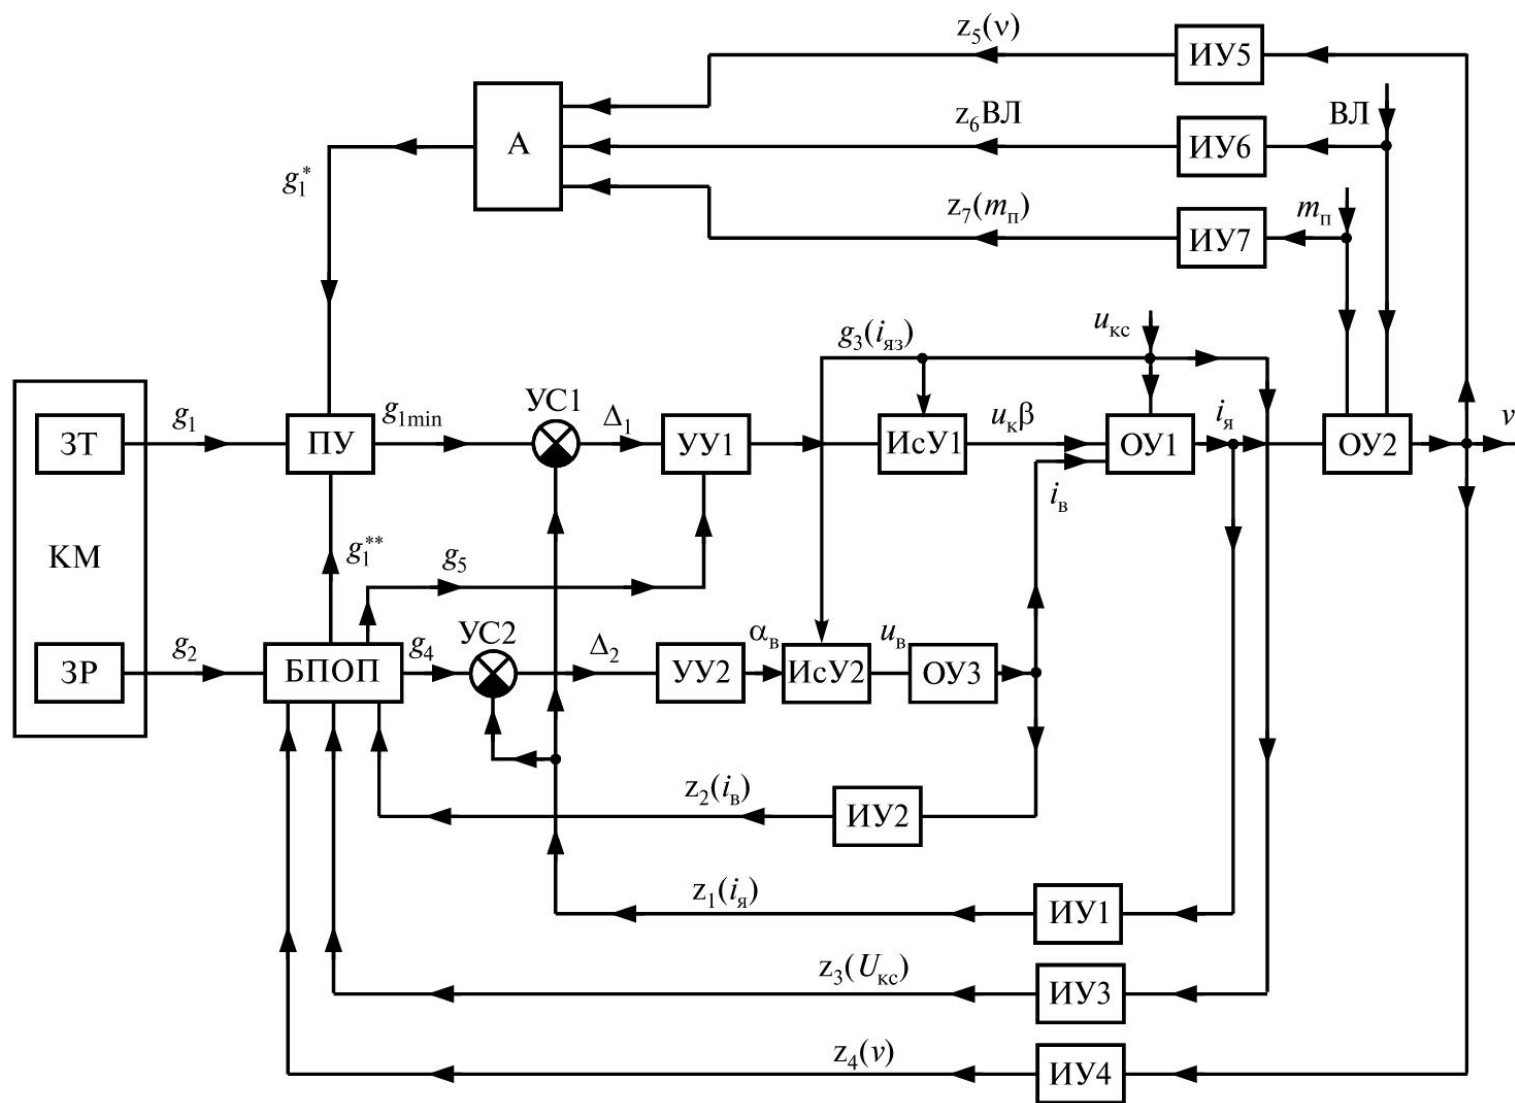 z₅(ν)
ИУ5
А
z₆ВЛ
ИУ6
ВЛ
g₁*
z₇(mₚ)
ИУ7
mₚ
g₃(iяз)
uкс
ЗТ
g₁
ПУ
g₁min
УС1
Δ₁
УУ1
ИсУ1
uкβ
ОУ1
iя
ОУ2
v
iв
КМ
g₁**
g₅
ЗР
g₂
БПОП
g₄
УС2
Δ₂
УУ2
αв
ИсУ2
uв
ОУ3
z₂(iв)
ИУ2
z₁(iя)
ИУ1
z₃(Uкс)
ИУ3
z₄(v)
ИУ4